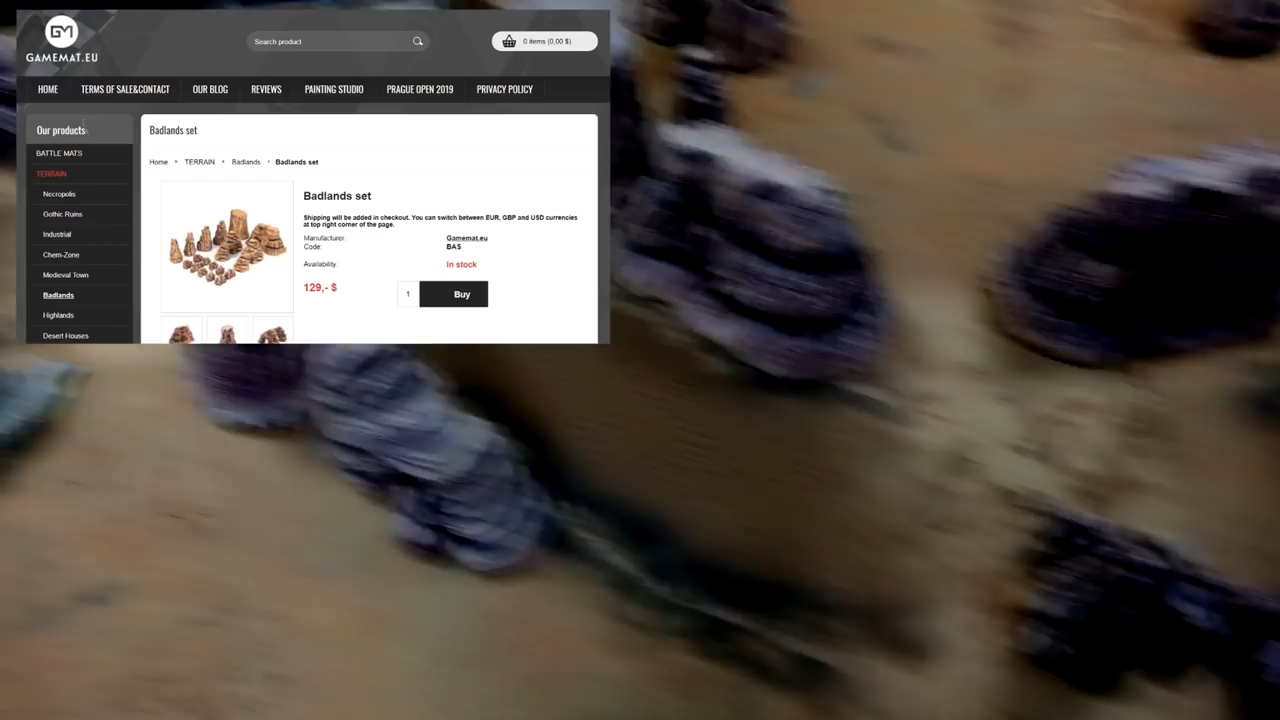 GM
GAMEMAT.EU
Search product
0 items (0,00 $)
HOME
TERMS OF SALE&CONTACT
OUR BLOG
REVIEWS
PAINTING STUDIO
PRAGUE OPEN 2019
PRIVACY POLICY
Our products
BATTLE MATS
TERRAIN
Necropolis
Gothic Ruins
Industrial
Chem-Zone
Medieval Town
Badlands
Highlands
Desert Houses
Badlands set
Home
TERRAIN
Badlands
Badlands set
Badlands set
Shipping will be added in checkout. You can switch between EUR, GBP and USD currencies
at top right corner of the page.
Manufacturer: Gamemat.eu
Code: BA$
Availability: In stock
129,- $
1
Buy